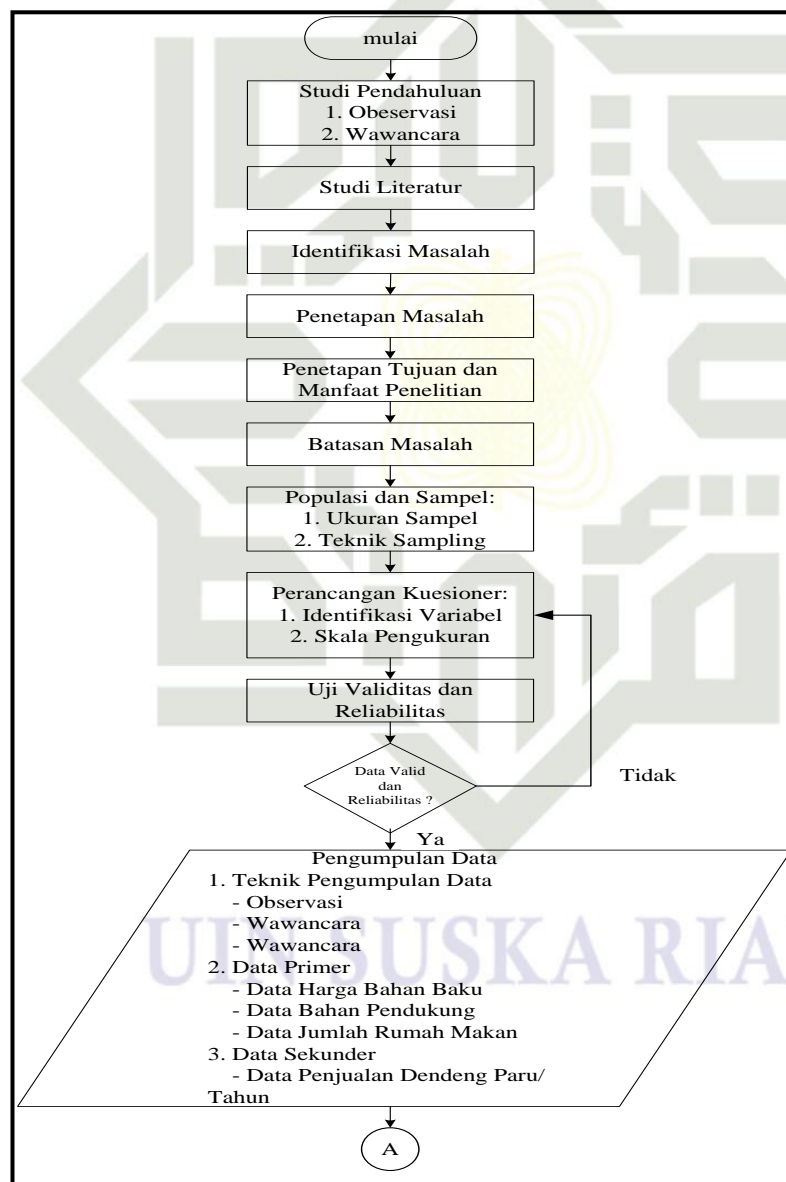 mulai
Studi Pendahuluan
1. Obeservasi
2. Wawancara
Studi Literatur
Identifikasi Masalah
Penetapan Masalah
Penetapan Tujuan dan
Manfaat Penelitian
Batasan Masalah
Populasi dan Sampel:
1. Ukuran Sampel
2. Teknik Sampling
Perancangan Kuesioner:
1. Identifikasi Variabel
2. Skala Pengukuran
Uji Validitas dan
Reliabilitas
Data Valid
dan
Reliabilitas ?
Tidak
Ya
Pengumpulan Data
1. Teknik Pengumpulan Data
- Observasi
- Wawancara
- Wawancara
2. Data Primer
- Data Harga Bahan Baku
- Data Bahan Pendukung
- Data Jumlah Rumah Makan
3. Data Sekunder
- Data Penjualan Dendeng Paru/
Tahun
UIN SUSKA RIA
A